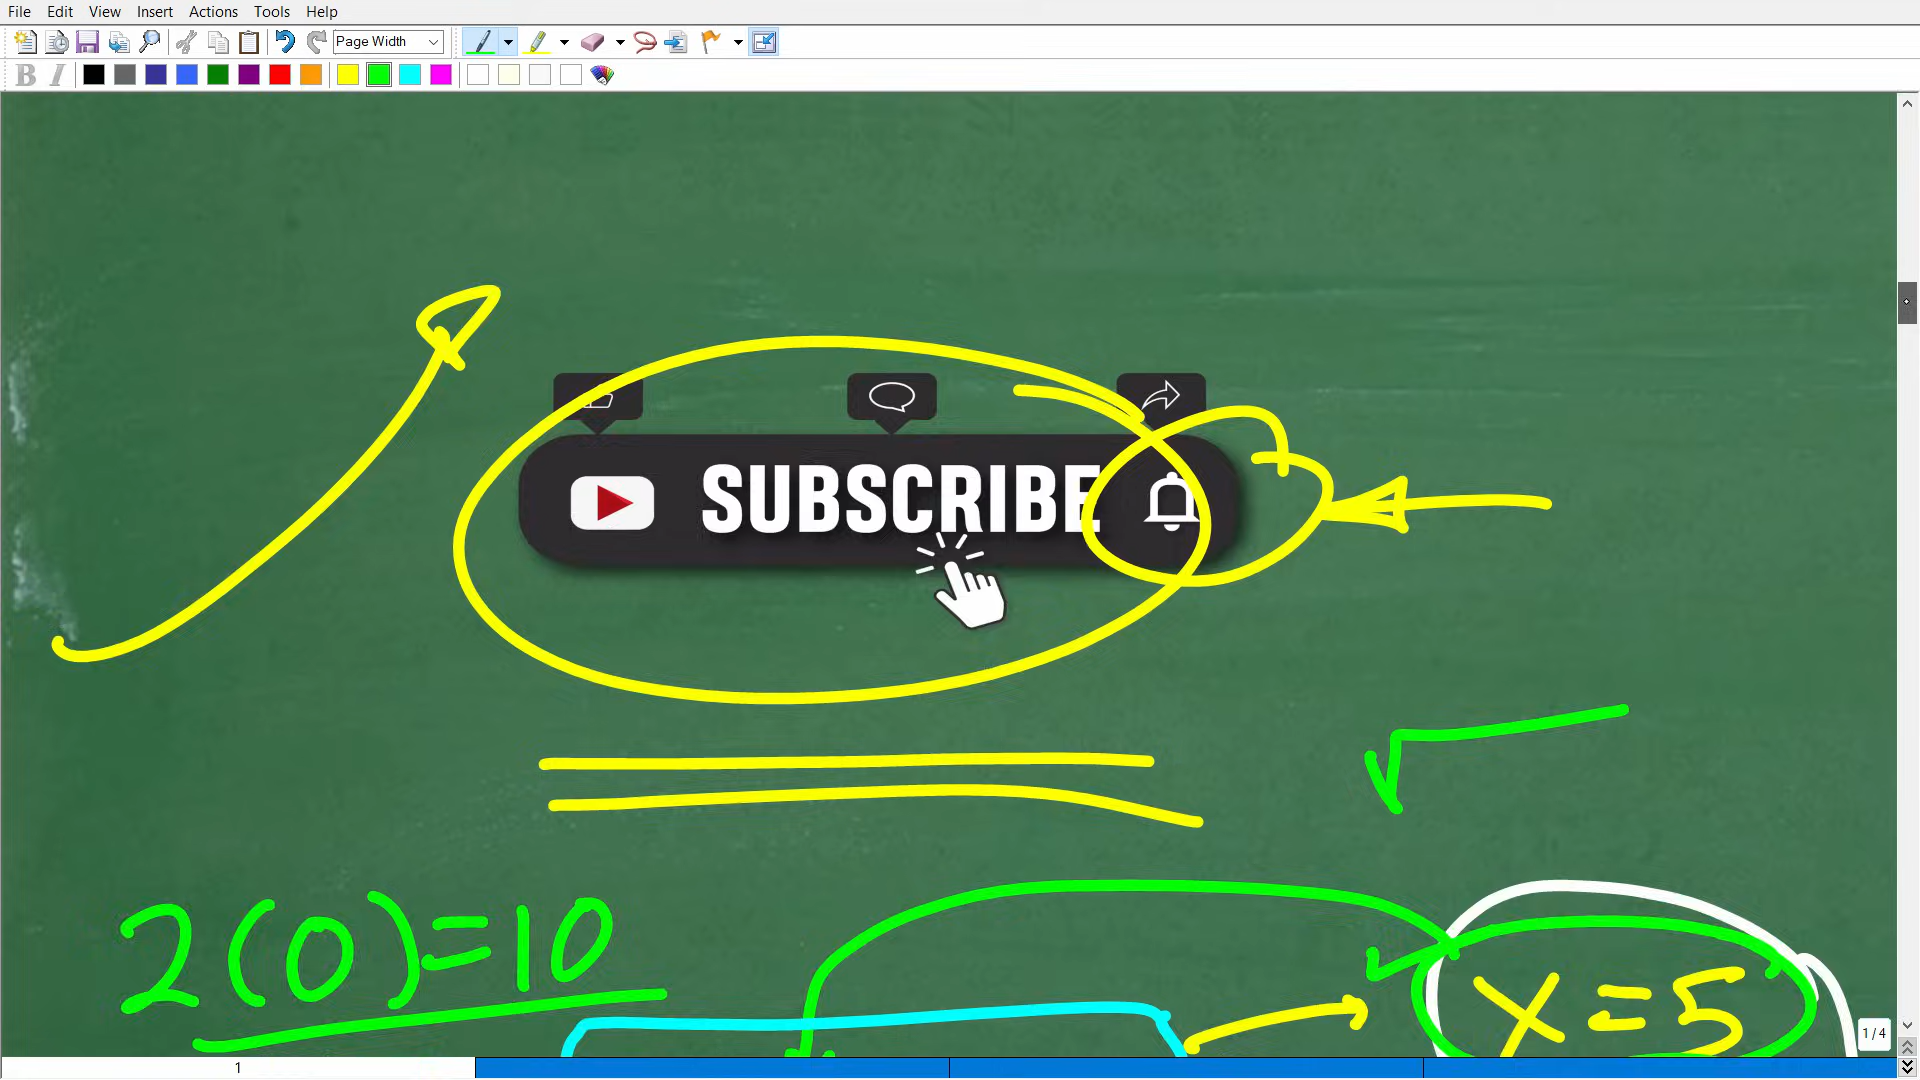 File Edit View Insert Actions Tools Help
Page Width
B I
SUBSCRIBE
2(0)=10
x=5
1/4
1